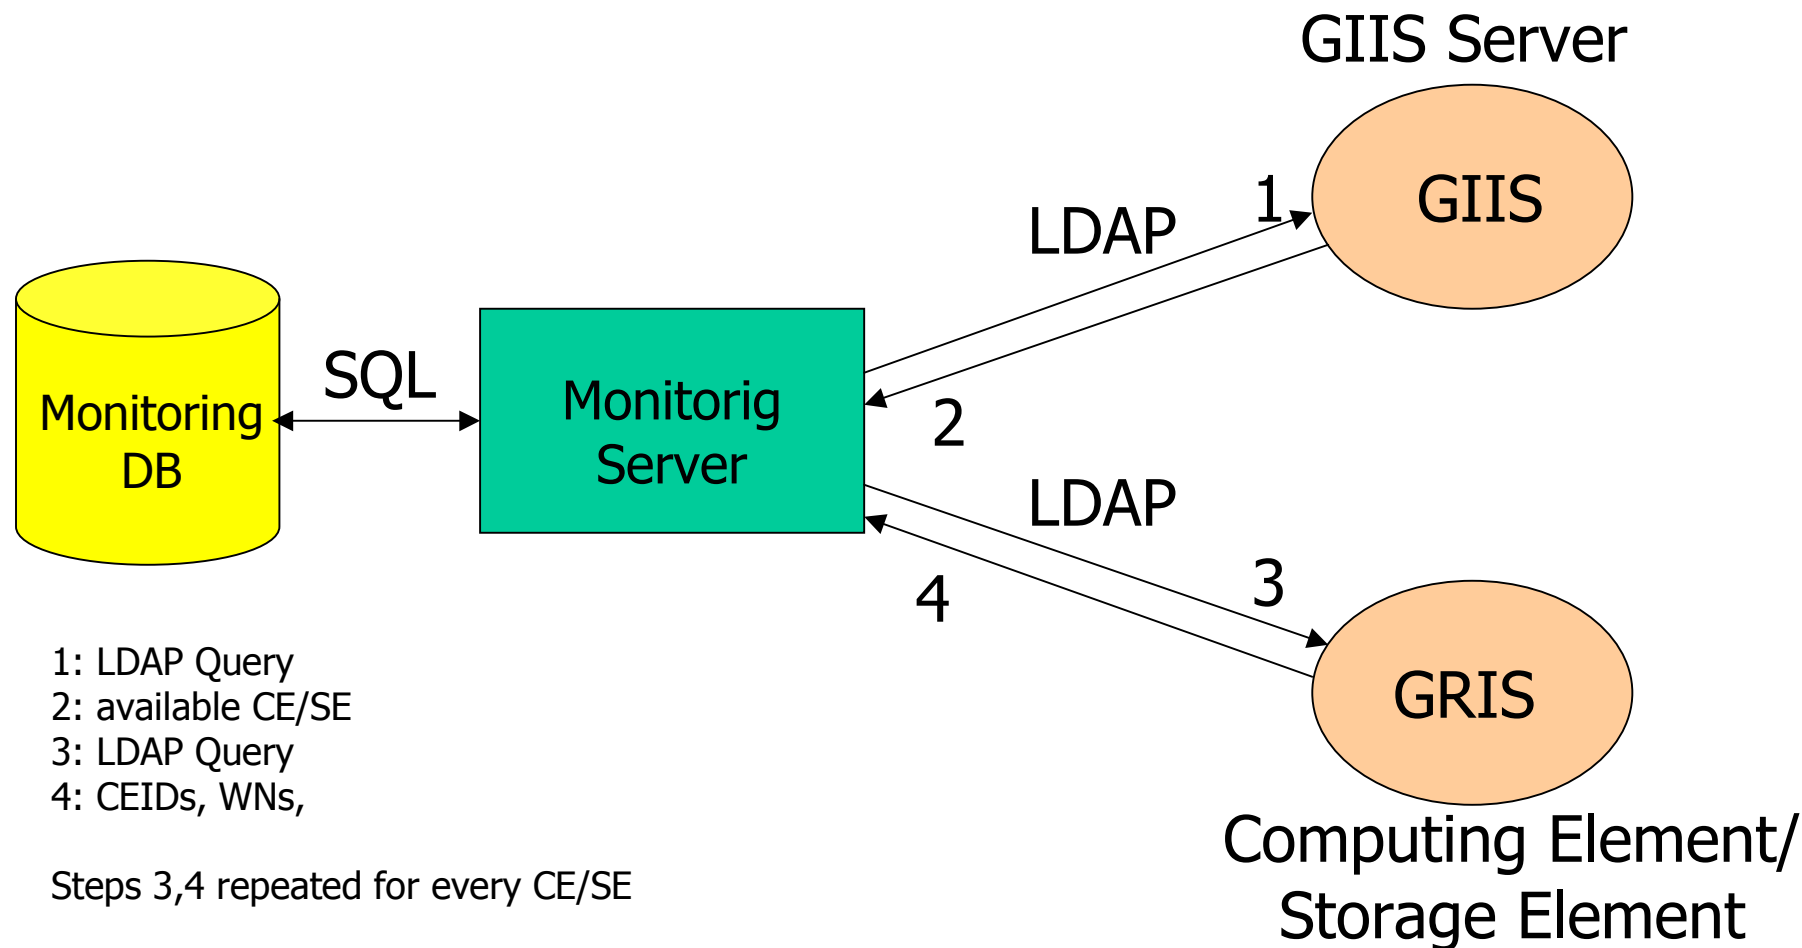 GIIS Server
GIIS
LDAP
1
2
SQL
Monitoring
DB
Monitorig
Server
LDAP
3
4
GRIS
Computing Element/
Storage Element
1: LDAP Query
2: available CE/SE
3: LDAP Query
4: CEIDs, WNs,
Steps 3,4 repeated for every CE/SE